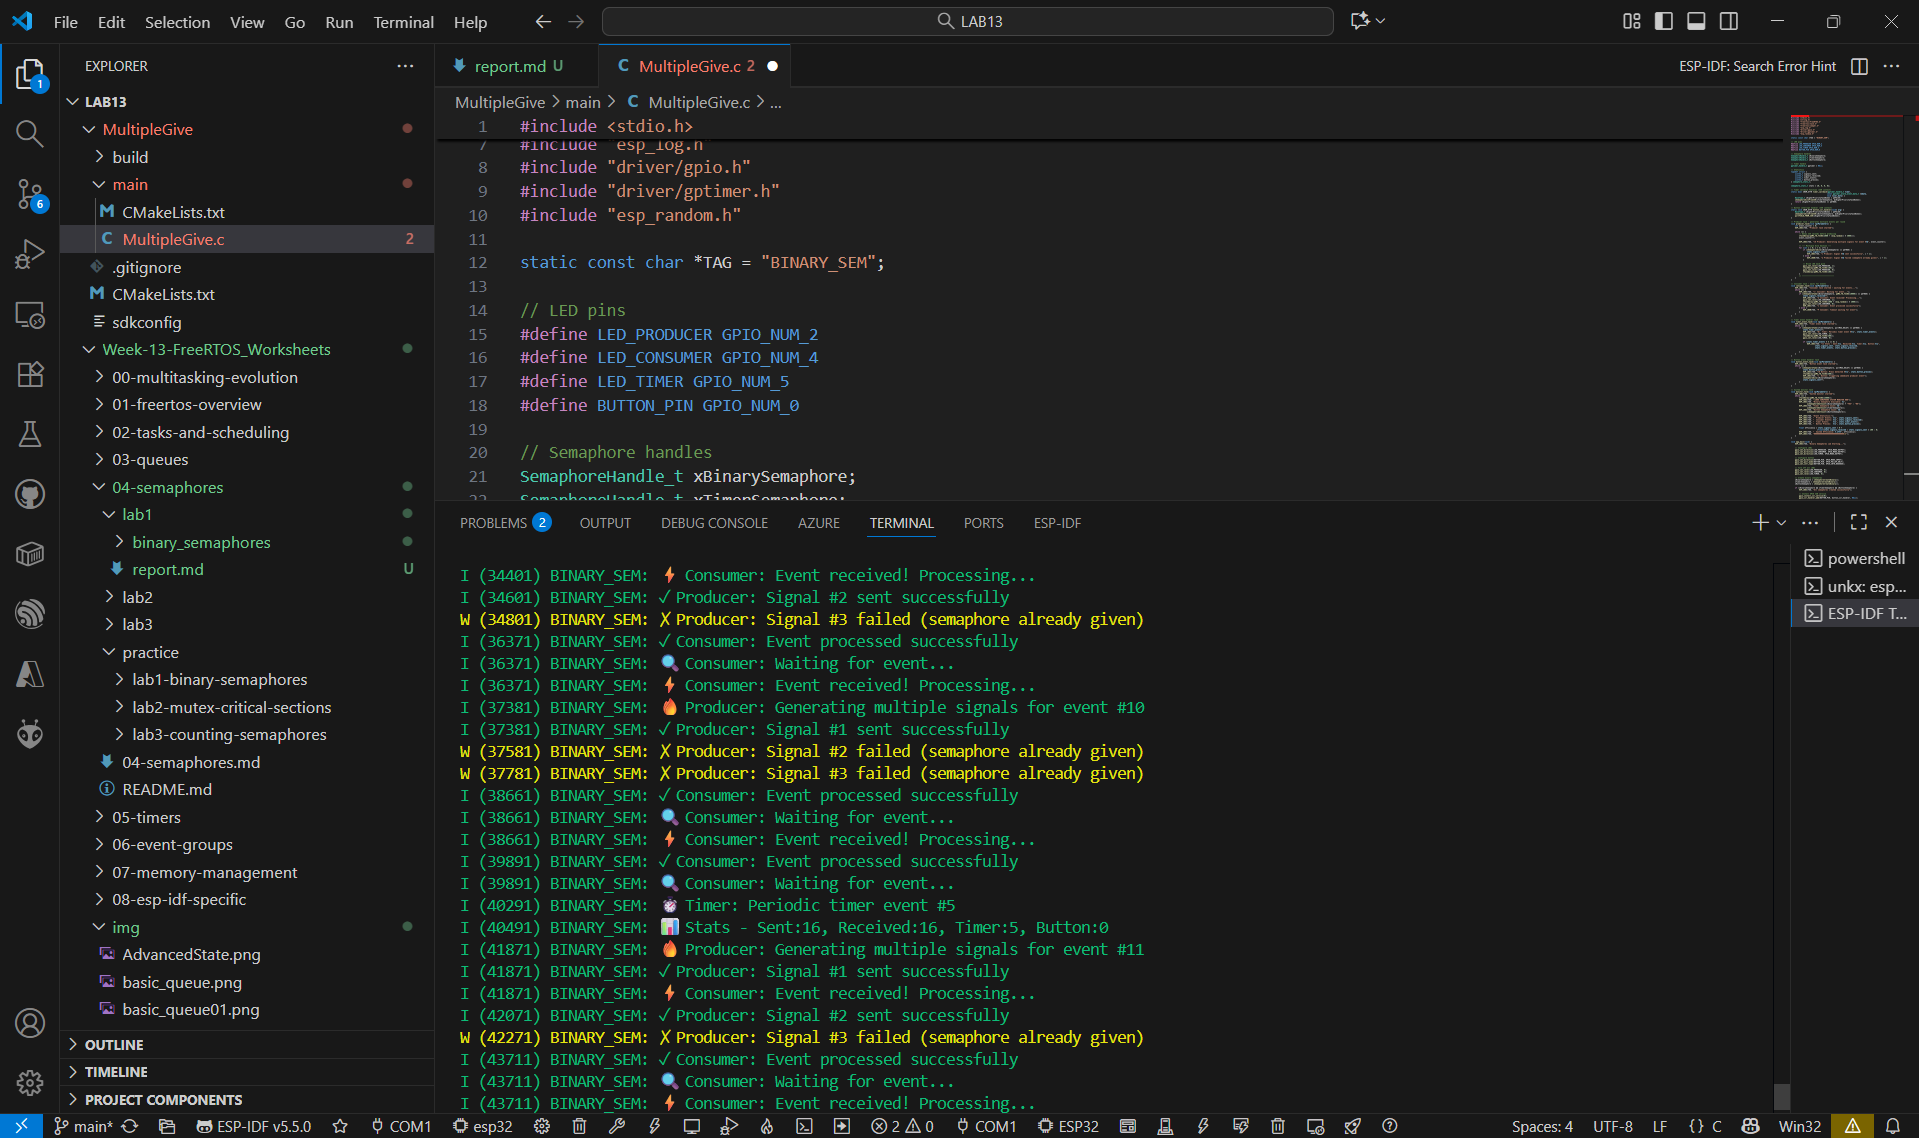 File Edit Selection View Go Run Terminal Help
LAB13
EXPLORER
LAB13
MultipleGive
build
main
CMakeLists.txt
MultipleGive.c 2
.gitignore
CMakeLists.txt
sdkconfig
Week-13-FreeRTOS_Worksheets
00-multitasking-evolution
01-freertos-overview
02-tasks-and-scheduling
03-queues
04-semaphores
lab1
binary_semaphores
report.md U
lab2
lab3
practice
lab1-binary-semaphores
lab2-mutex-critical-sections
lab3-counting-semaphores
04-semaphores.md
README.md
05-timers
06-event-groups
07-memory-management
08-esp-idf-specific
img
AdvancedState.png
basic_queue.png
basic_queue01.png
OUTLINE
TIMELINE
PROJECT COMPONENTS
1
6
report.md U
MultipleGive.c 2
ESP-IDF: Search Error Hint
MultipleGive > main > C MultipleGive.c > ...
1 #include <stdio.h>
7 #include "esp_log.h"
8 #include "driver/gpio.h"
9 #include "driver/gptimer.h"
10 #include "esp_random.h"
11
12 static const char *TAG = "BINARY_SEM";
13
14 // LED pins
15 #define LED_PRODUCER GPIO_NUM_2
16 #define LED_CONSUMER GPIO_NUM_4
17 #define LED_TIMER GPIO_NUM_5
18 #define BUTTON_PIN GPIO_NUM_0
19
20 // Semaphore handles
21 SemaphoreHandle_t xBinarySemaphore;
22 SemaphoreHandle_t xTimerSemaphore;
PROBLEMS 2 OUTPUT DEBUG CONSOLE AZURE TERMINAL PORTS ESP-IDF
I (34401) BINARY_SEM: ⚡ Consumer: Event received! Processing...
I (34601) BINARY_SEM: ✓ Producer: Signal #2 sent successfully
W (34801) BINARY_SEM: ✗ Producer: Signal #3 failed (semaphore already given)
I (36371) BINARY_SEM: ✓ Consumer: Event processed successfully
I (36371) BINARY_SEM: 🔍 Consumer: Waiting for event...
I (36371) BINARY_SEM: ⚡ Consumer: Event received! Processing...
I (37381) BINARY_SEM: 🔥 Producer: Generating multiple signals for event #10
I (37381) BINARY_SEM: ✓ Producer: Signal #1 sent successfully
W (37581) BINARY_SEM: ✗ Producer: Signal #2 failed (semaphore already given)
W (37781) BINARY_SEM: ✗ Producer: Signal #3 failed (semaphore already given)
I (38661) BINARY_SEM: ✓ Consumer: Event processed successfully
I (38661) BINARY_SEM: 🔍 Consumer: Waiting for event...
I (38661) BINARY_SEM: ⚡ Consumer: Event received! Processing...
I (39891) BINARY_SEM: ✓ Consumer: Event processed successfully
I (39891) BINARY_SEM: 🔍 Consumer: Waiting for event...
I (40291) BINARY_SEM: ⏰ Timer: Periodic timer event #5
I (40491) BINARY_SEM: 📊 Stats - Sent:16, Received:16, Timer:5, Button:0
I (41871) BINARY_SEM: 🔥 Producer: Generating multiple signals for event #11
I (41871) BINARY_SEM: ✓ Producer: Signal #1 sent successfully
I (41871) BINARY_SEM: ⚡ Consumer: Event received! Processing...
I (42071) BINARY_SEM: ✓ Producer: Signal #2 sent successfully
W (42271) BINARY_SEM: ✗ Producer: Signal #3 failed (semaphore already given)
I (43711) BINARY_SEM: ✓ Consumer: Event processed successfully
I (43711) BINARY_SEM: 🔍 Consumer: Waiting for event...
I (43711) BINARY_SEM: ⚡ Consumer: Event received! Processing...
powershell
unkx: esp...
ESP-IDF T...
main* ESP-IDF v5.5.0 COM1 esp32 2 0 COM1 ESP32 Spaces: 4 UTF-8 LF {} C Win32